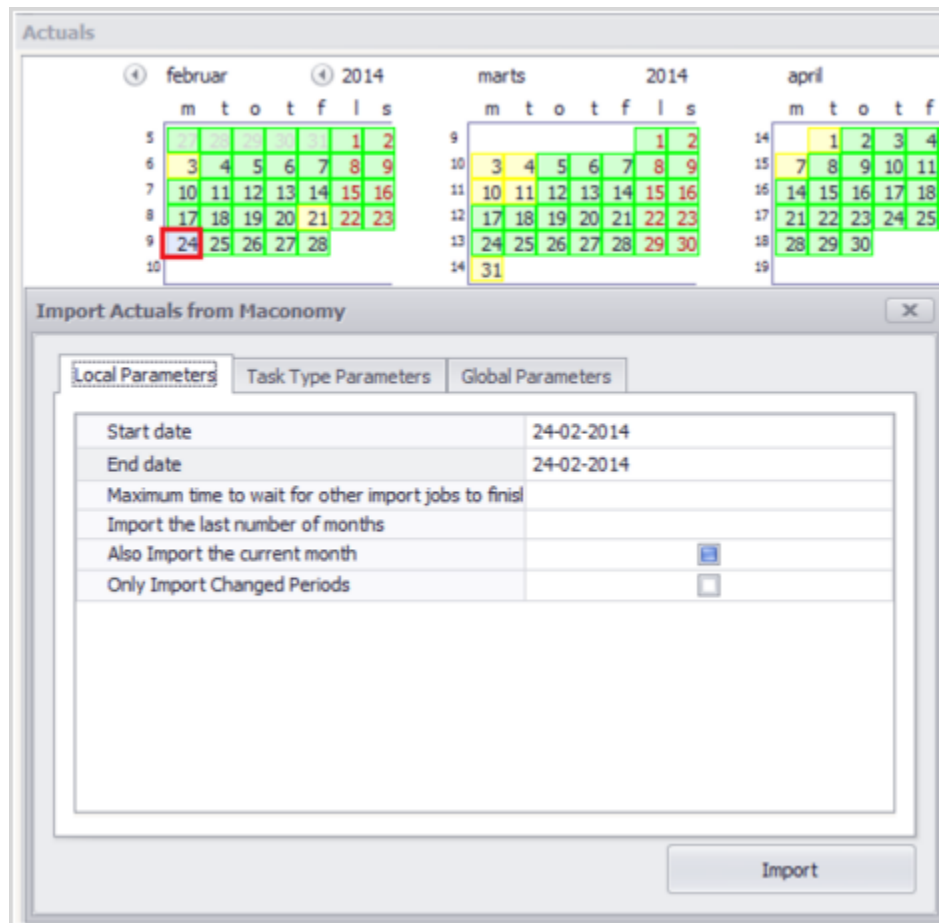 Actuals
februar 2014 marts 2014 april
m t o t f l s m t o t f l s m t o t f
5 27 28 29 30 31 1 2 9 1 2 14 1 2 3 4
6 3 4 5 6 7 8 9 10 3 4 5 6 7 8 9 15 7 8 9 10 11
7 10 11 12 13 14 15 16 11 10 11 12 13 14 15 16 16 14 15 16 17 18
8 17 18 19 20 21 22 23 12 17 18 19 20 21 22 23 17 21 22 23 24 25
9 24 25 26 27 28 13 24 25 26 27 28 29 30 18 28 29 30
10 14 31 19
Import Actuals from Maconomy
Local Parameters Task Type Parameters Global Parameters
Start date 24-02-2014
End date 24-02-2014
Maximum time to wait for other import jobs to finisl
Import the last number of months
Also Import the current month
Only Import Changed Periods
Import